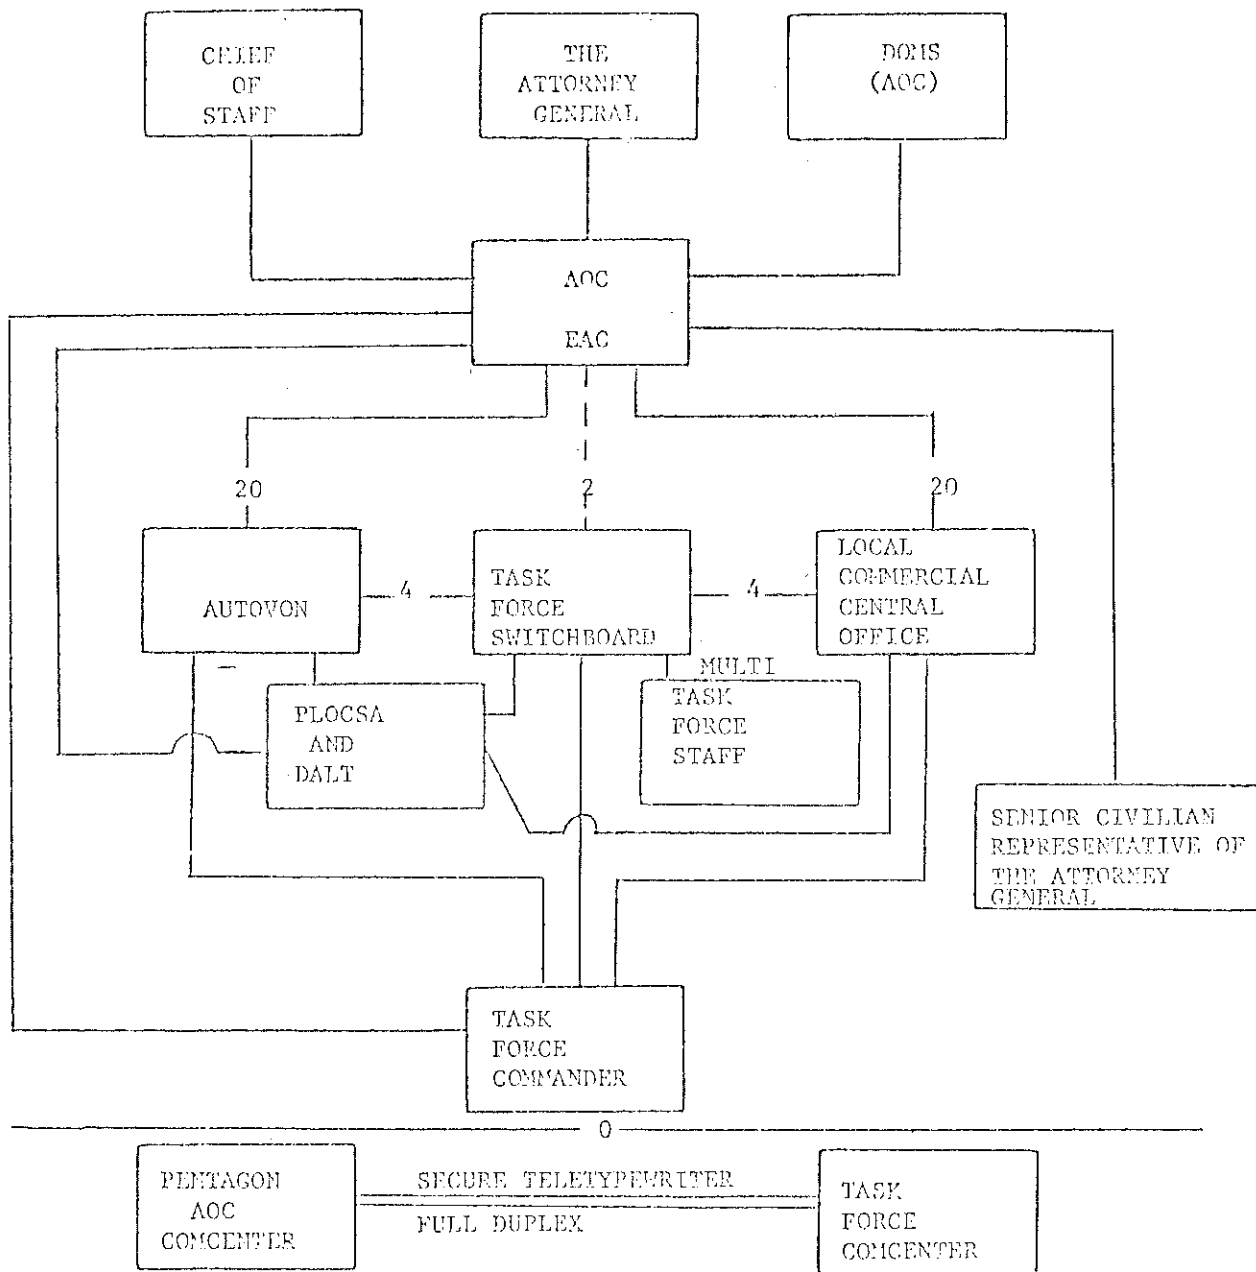 CHIEF
OF
STAFF
THE
ATTORNEY
GENERAL
DOMS
(AOC)
AOC
EAC
20
2
20
AUTOVON
4
TASK
FORCE
SWITCHBOARD
4
LOCAL
COMMERCIAL
CENTRAL
OFFICE
PLOCSA
AND
DALT
MULTI
TASK
FORCE
STAFF
SENIOR CIVILIAN
REPRESENTATIVE OF
THE ATTORNEY
GENERAL
TASK
FORCE
COMMANDER
0
PENTAGON
AOC
COMCENTER
SECURE TELETYPEWRITER
FULL DUPLEX
TASK
FORCE
COMCENTER